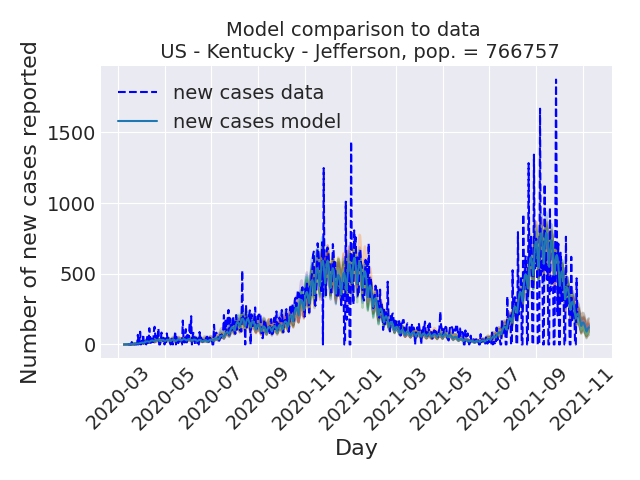 Model comparison to data
US - Kentucky - Jefferson, pop. = 766757
Number of new cases reported
new cases data
new cases model
1500
1000
500
0
2020-03
2020-05
2020-07
2020-09
2020-11
2021-01
2021-03
2021-05
2021-07
2021-09
2021-11
Day